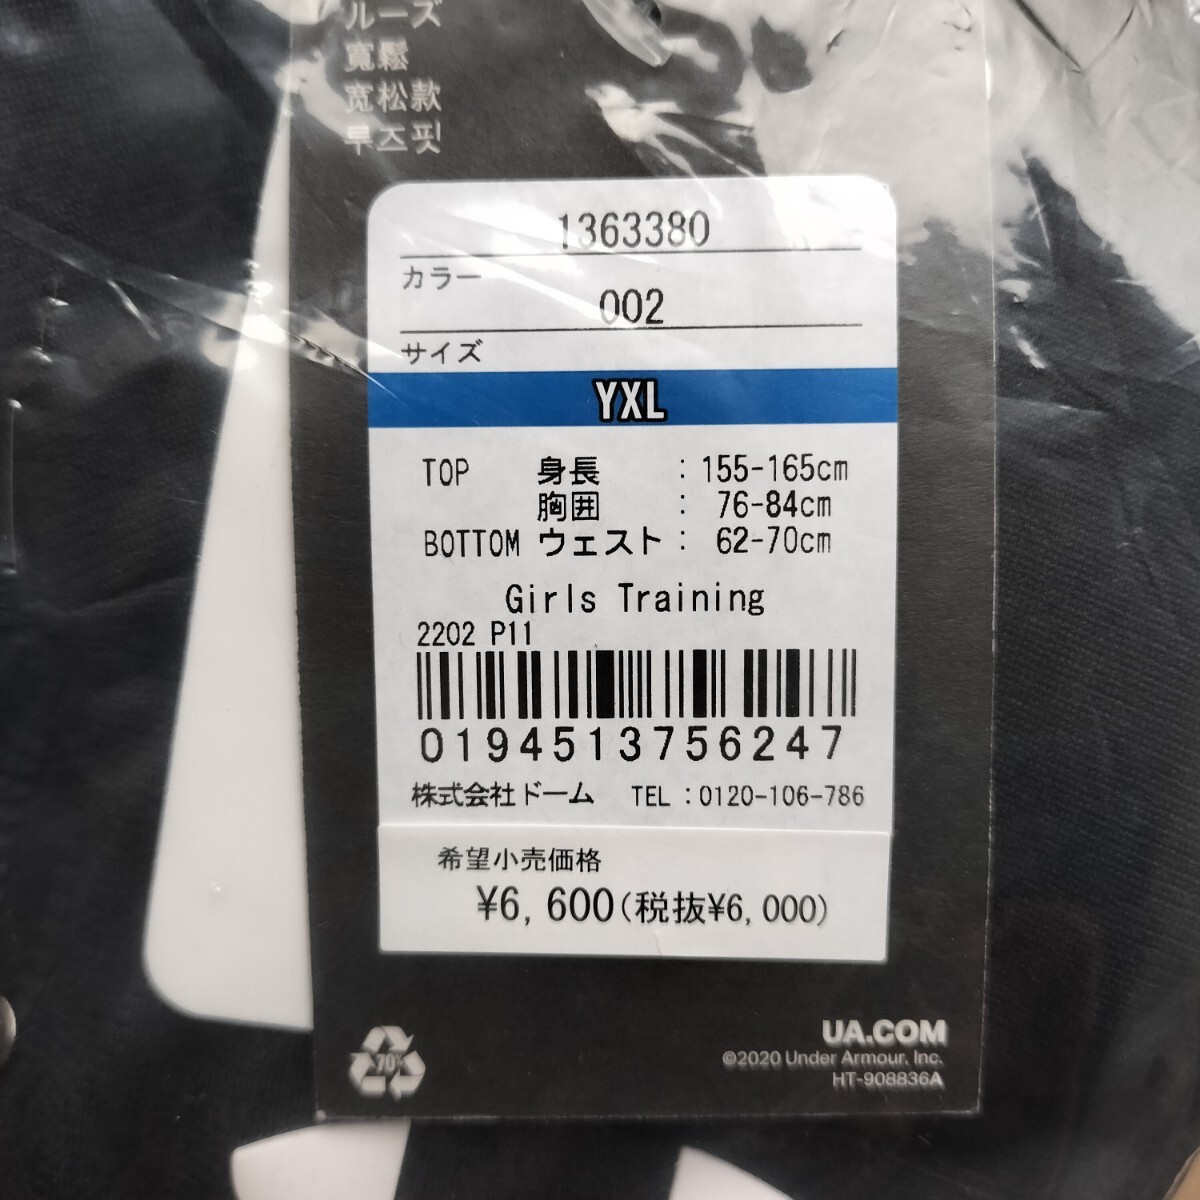 ルーズ
寬鬆
宽松款
루즈핏
1363380
カラー
002
サイズ
YXL
TOP 身長 : 155-165cm
胸囲 : 76-84cm
BOTTOM ウェスト : 62-70cm
Girls Training
2202 P11
0194513756247
株式会社ドーム TEL:0120-106-786
希望小売価格
¥6,600(税抜¥6,000)
70%
UA.COM
©2020 Under Armour, Inc.
HT-908836A